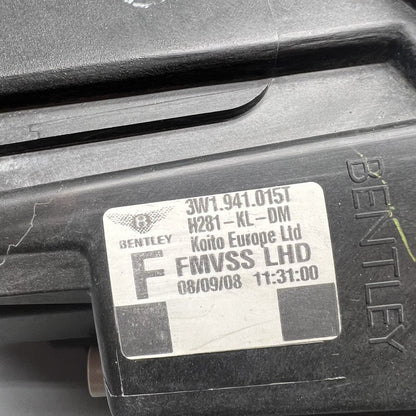 3W1.941.015T
B
BENTLEY
H281-KL-DM
Koito Europe Ltd
F
FMVSS LHD
08/09/08 11:31:00
BENTLEY